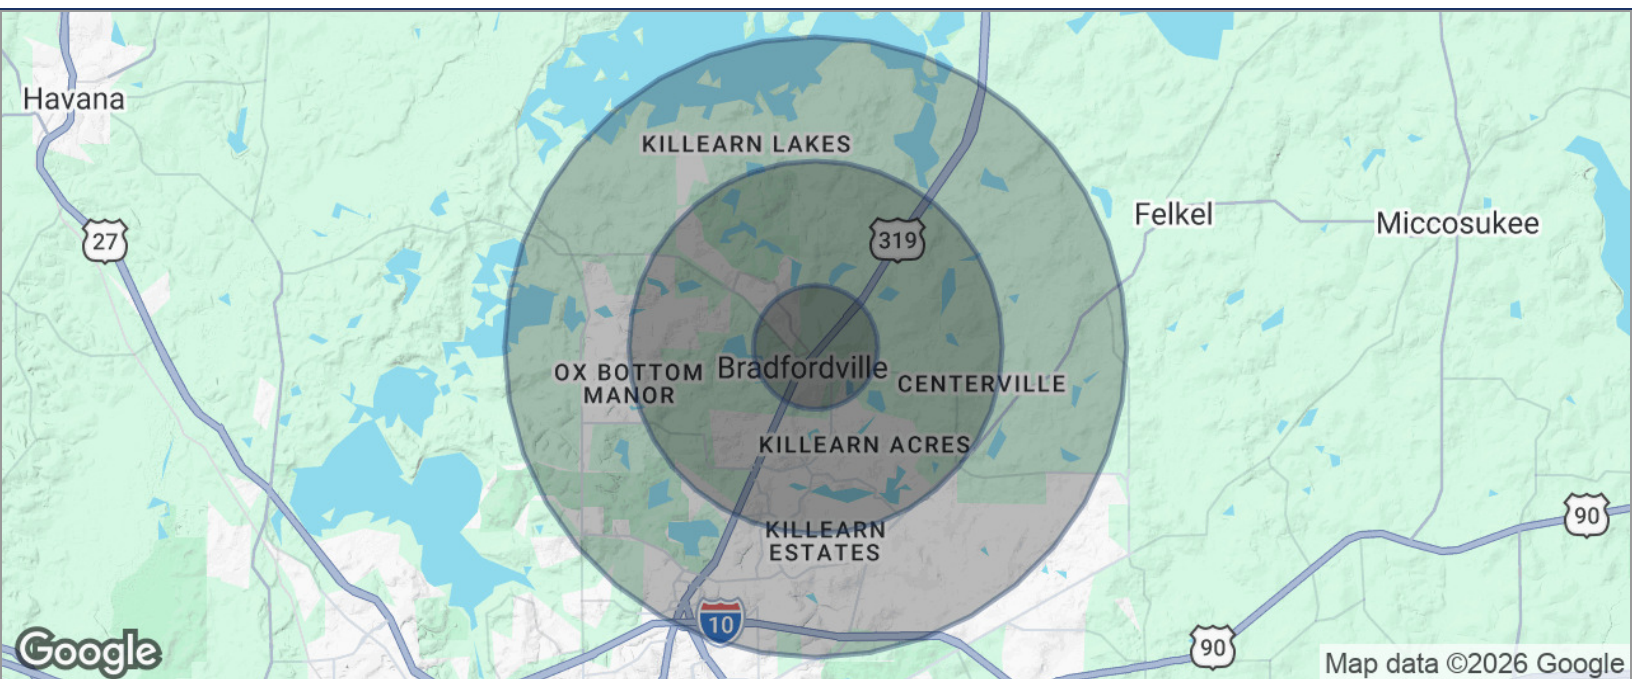 Havana
KILLEARN LAKES
Felkel
Miccosukee
27
319
OX BOTTOM
MANOR
Bradfordville
CENTERVILLE
KILLEARN ACRES
90
KILLEARN
ESTATES
10
90
Google
Map data ©2026 Google